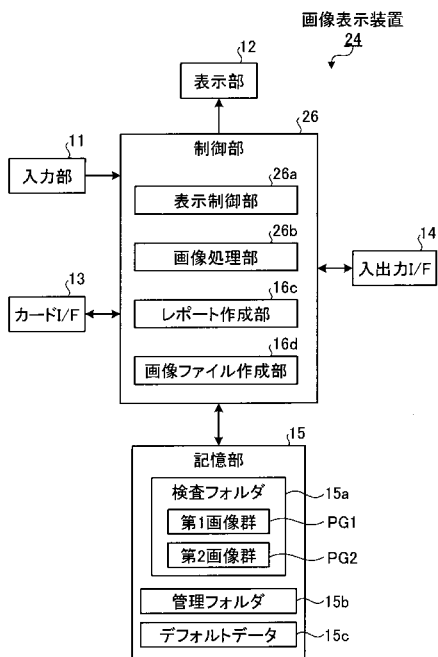 画像表示装置
24
12
表示部
26
11
制御部
入力部
26a
表示制御部
26b
画像処理部
14
入出力I/F
13
16c
カードI/F
レポート作成部
16d
画像ファイル作成部
15
記憶部
検査フォルダ
15a
第1画像群
PG1
第2画像群
PG2
管理フォルダ
15b
デフォルトデータ
15c